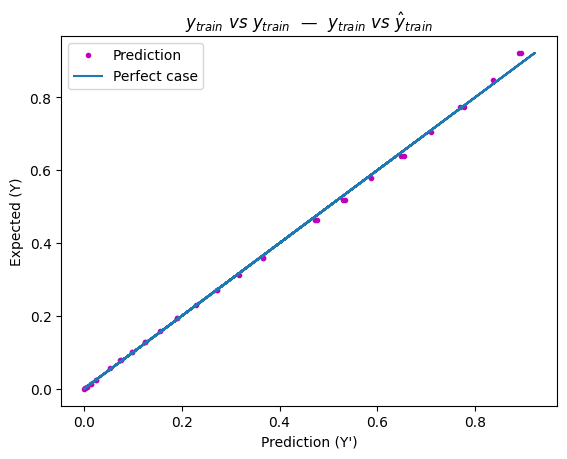 y_train vs y_train — y_train vs ŷ_train
Prediction
Perfect case
Expected (Y)
0.8
0.6
0.4
0.2
0.0
0.0 0.2 0.4 0.6 0.8
Prediction (Y')